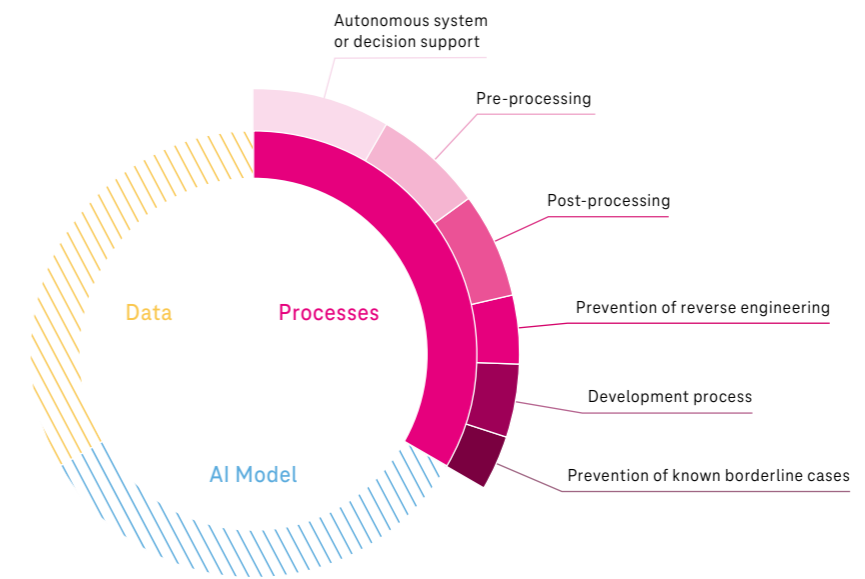 Autonomous system
or decision support
Pre-processing
Post-processing
Data
Processes
Prevention of reverse engineering
Development process
AI Model
Prevention of known borderline cases